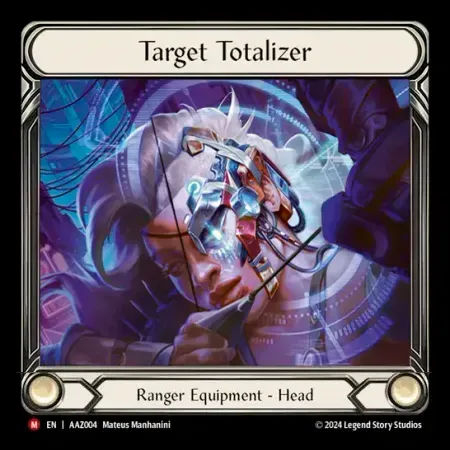 Target Totalizer
Ranger Equipment - Head
M EN | AAZ004 Mateus Manhanini
© 2024 Legend Story Studios